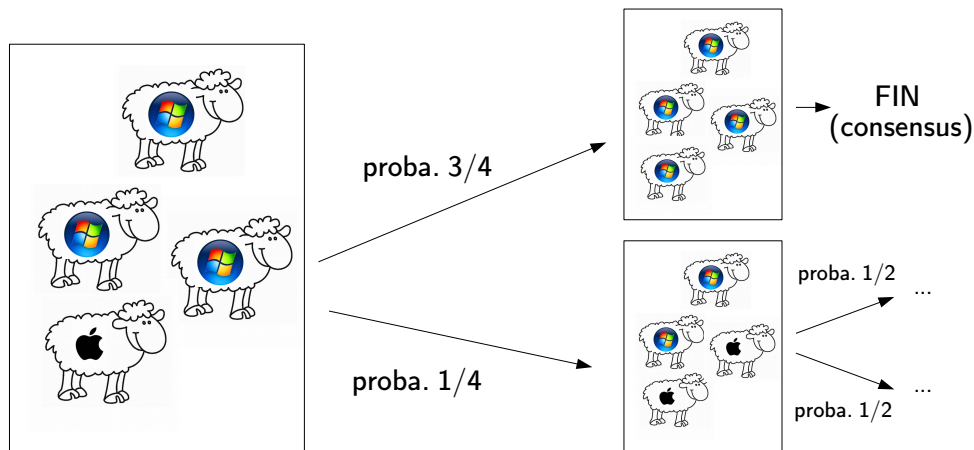 proba. 3/4
FIN
(consensus)
proba. 1/4
proba. 1/2
...
...
proba. 1/2